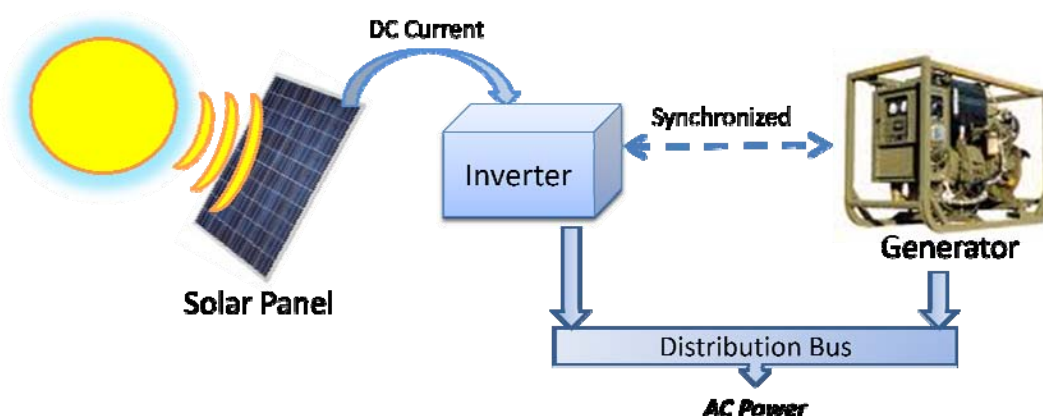 DC Current
Synchronized
Inverter
Solar Panel
Generator
Distribution Bus
AC Power